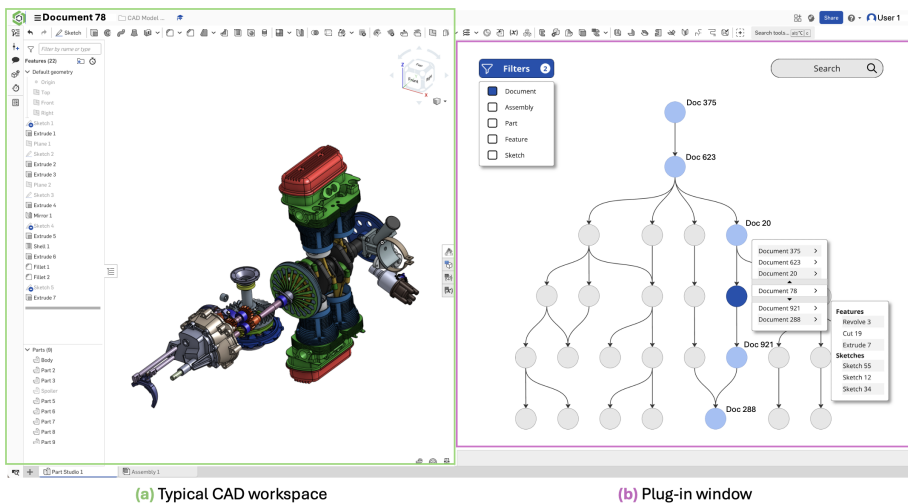 Document 78
CAD Model ...
Share
User 1
Sketch
Search tools...
Filter by name or type
Features (22)
Default geometry
Origin
Top
Front
Right
Sketch 1
Extrude 1
Plane 1
Sketch 2
Extrude 2
Extrude 3
Plane 2
Sketch 3
Extrude 4
Mirror 1
Sketch 4
Extrude 5
Shell 1
Extrude 6
Fillet 1
Fillet 2
Sketch 5
Extrude 7
Parts (9)
Body
Part 2
Part 3
Spoiler
Part 5
Part 6
Part 7
Part 8
Part 9
Z
X
Front
Part Studio 1
Assembly 1
Filters 2
Document
Assembly
Part
Feature
Sketch
Search
Doc 375
Doc 623
Doc 20
Document 375
Document 623
Document 20
Document 78
Document 921
Document 288
Features
Revolve 3
Cut 19
Extrude 7
Sketches
Sketch 55
Sketch 12
Sketch 34
Doc 921
Doc 288
(a) Typical CAD workspace
(b) Plug-in window